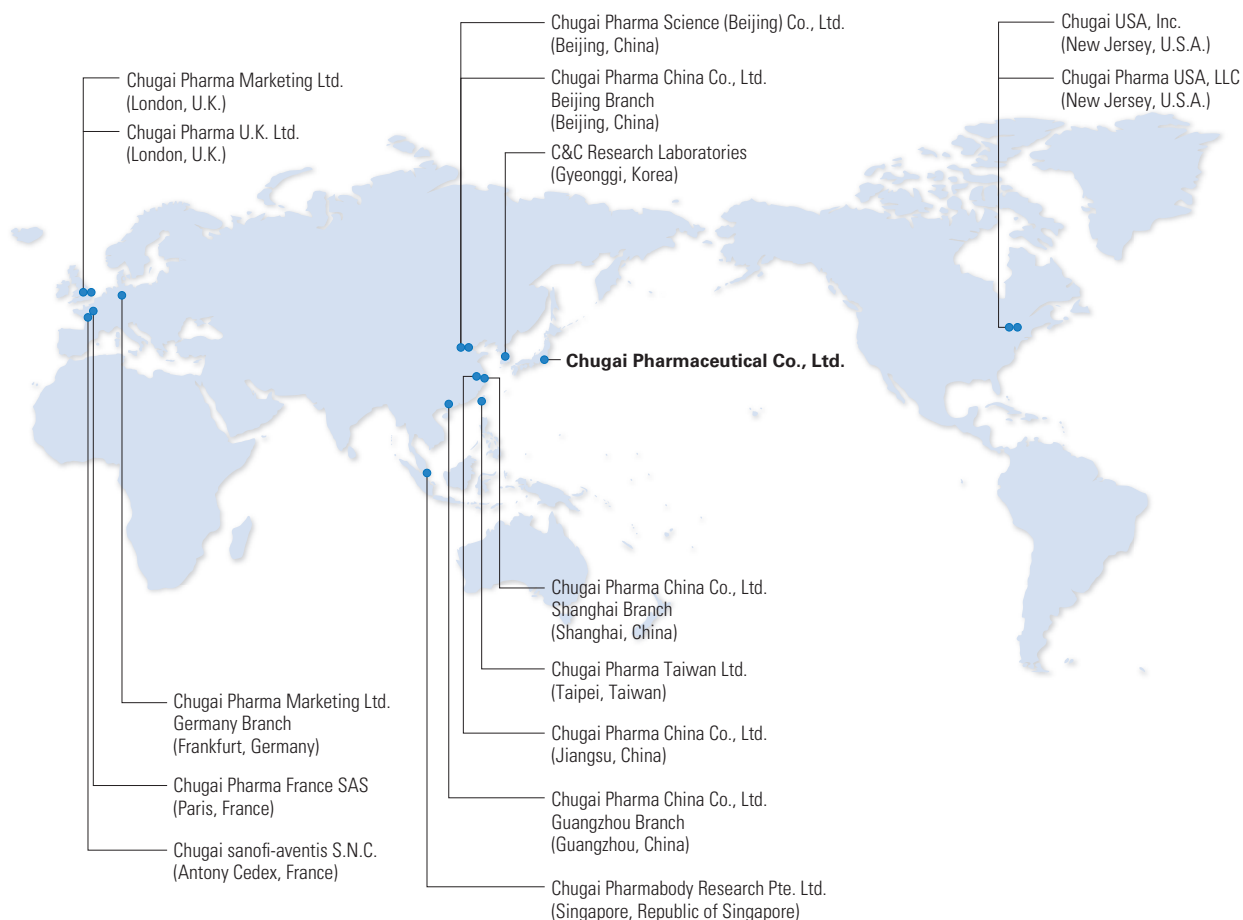 Chugai Pharma Science (Beijing) Co., Ltd.
(Beijing, China)
Chugai Pharma China Co., Ltd.
Beijing Branch
(Beijing, China)
C&C Research Laboratories
(Gyeonggi, Korea)
Chugai USA, Inc.
(New Jersey, U.S.A.)
Chugai Pharma USA, LLC
(New Jersey, U.S.A.)
Chugai Pharma Marketing Ltd.
(London, U.K.)
Chugai Pharma U.K. Ltd.
(London, U.K.)
Chugai Pharmaceutical Co., Ltd.
Chugai Pharma China Co., Ltd.
Shanghai Branch
(Shanghai, China)
Chugai Pharma Taiwan Ltd.
(Taipei, Taiwan)
Chugai Pharma China Co., Ltd.
(Jiangsu, China)
Chugai Pharma China Co., Ltd.
Guangzhou Branch
(Guangzhou, China)
Chugai Pharmabody Research Pte. Ltd.
(Singapore, Republic of Singapore)
Chugai Pharma Marketing Ltd.
Germany Branch
(Frankfurt, Germany)
Chugai Pharma France SAS
(Paris, France)
Chugai sanofi-aventis S.N.C.
(Antony Cedex, France)